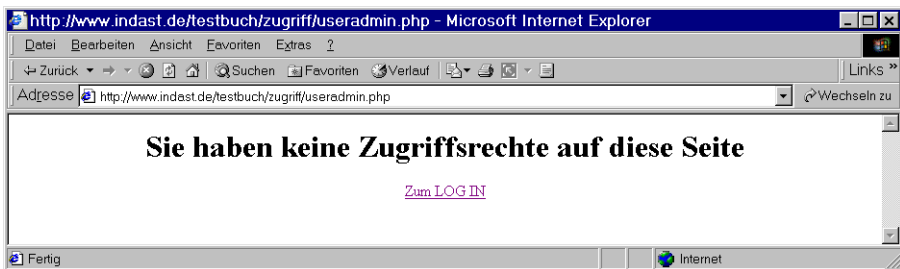 http://www.indast.de/testbuch/zugriff/useradmin.php - Microsoft Internet Explorer
Datei Bearbeiten Ansicht Favoriten Extras ?
Zurück Suchen Favoriten Verlauf Links »
Adresse http://www.indast.de/testbuch/zugriff/useradmin.php Wechseln zu
Sie haben keine Zugriffsrechte auf diese Seite
Zum LOG IN
Fertig Internet